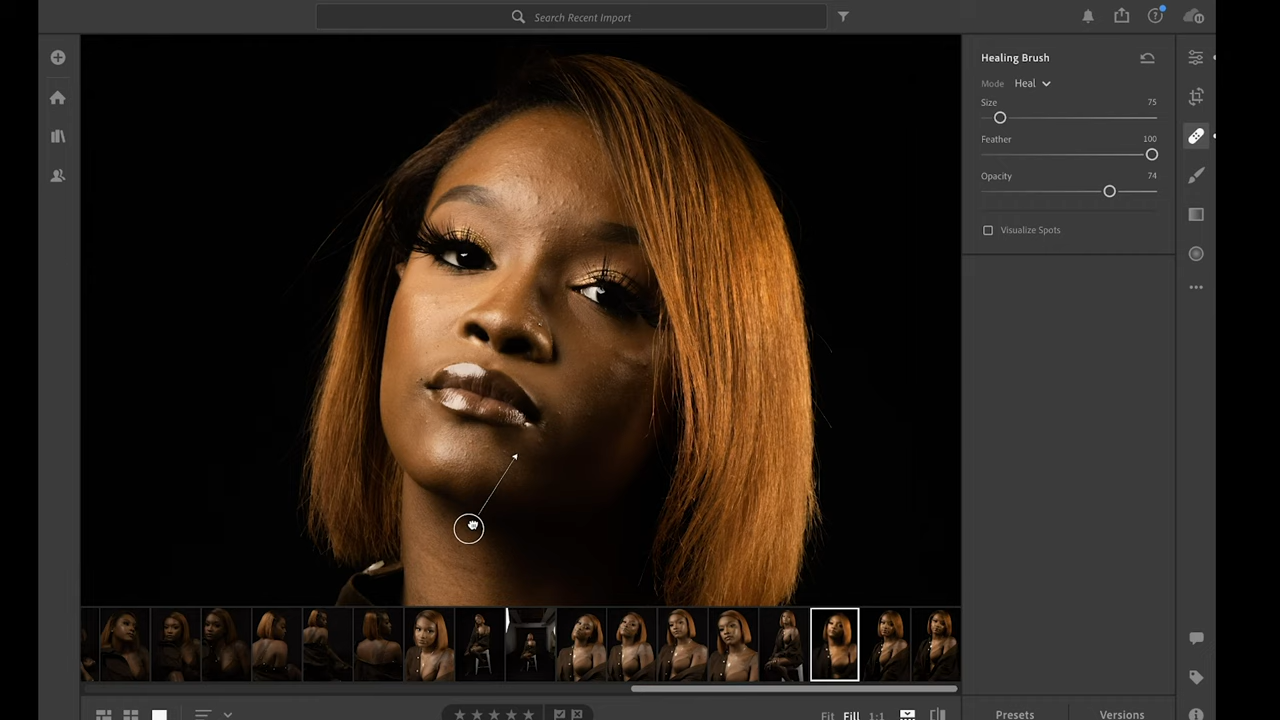 Search Recent Import
Healing Brush
Mode Heal
Size 75
Feather 100
Opacity 74
Visualize Spots
Fit Fill 1:1
Presets Versions